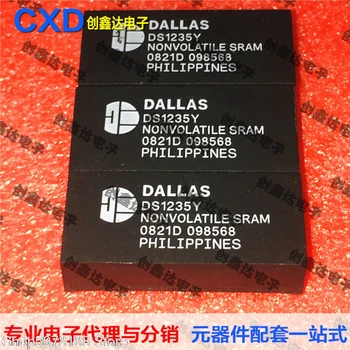 CXD 创鑫达电子
DALLAS
DS1235Y
NONVOLATILE SRAM
0821D 098568
PHILIPPINES
DALLAS
DS1235Y
NONVOLATILE SRAM
0821D 098568
PHILIPPINES
DALLAS
DS1235Y
NONVOLATILE SRAM
0821D 098568
PHILIPPINES
专业电子代理与分销 元器件配套一站式